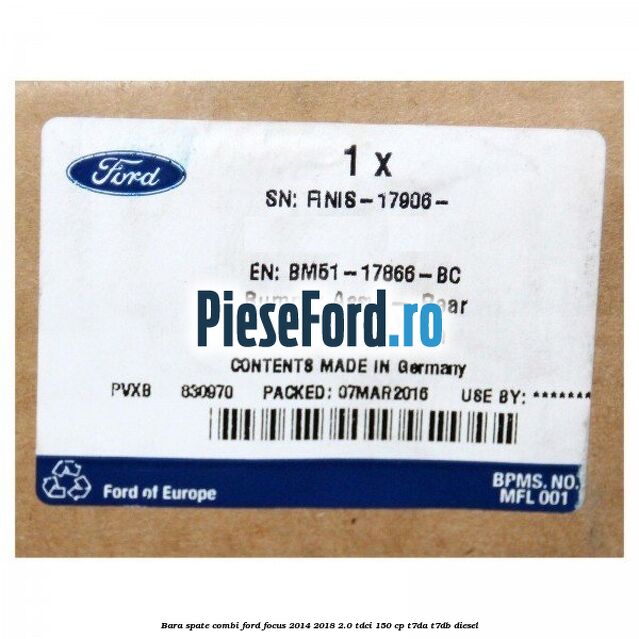 Ford
1 x
SN: FINIS-17906-
EN: BM51-17866-BC
Rear
PieseFord.ro
CONTENTS MADE IN Germany
PVXB 830970 PACKED: 07MAR2016 USE BY: *******
Ford of Europe
BPMS. NO.
MFL 001
Bara spate combi ford focus 2014 2018 2.0 tdci 150 cp t7da t7db diesel